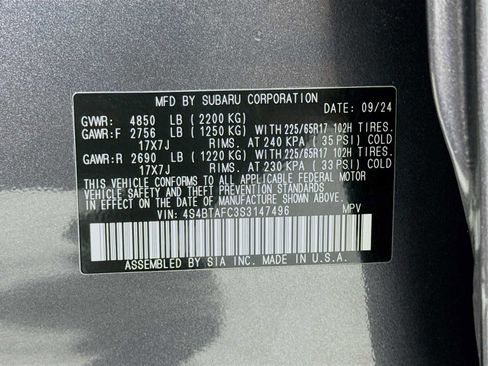 MFD. BY SUBARU CORPORATION
DATE: 09/24
GVWR: 4850 LB (2200 KG)
GAWR:F 2756 LB (1250 KG) WITH 225/65R17 102H TIRES.
17X7J RIMS. AT 240 KPA (35 PSI) COLD
GAWR:R 2690 LB (1220 KG) WITH 225/65R17 102H TIRES.
17X7J RIMS. AT 230 KPA (33 PSI) COLD
THIS VEHICLE CONFORMS TO ALL APPLICABLE FEDERAL MOTOR
VEHICLE SAFETY AND THEFT PREVENTION STANDARDS IN EFFECT
ON THE DATE OF MANUFACTURE SHOWN ABOVE.
VIN: 4S4BTAFC3S3147496 MPV
ASSEMBLED BY SIA INC. MADE IN U.S.A.